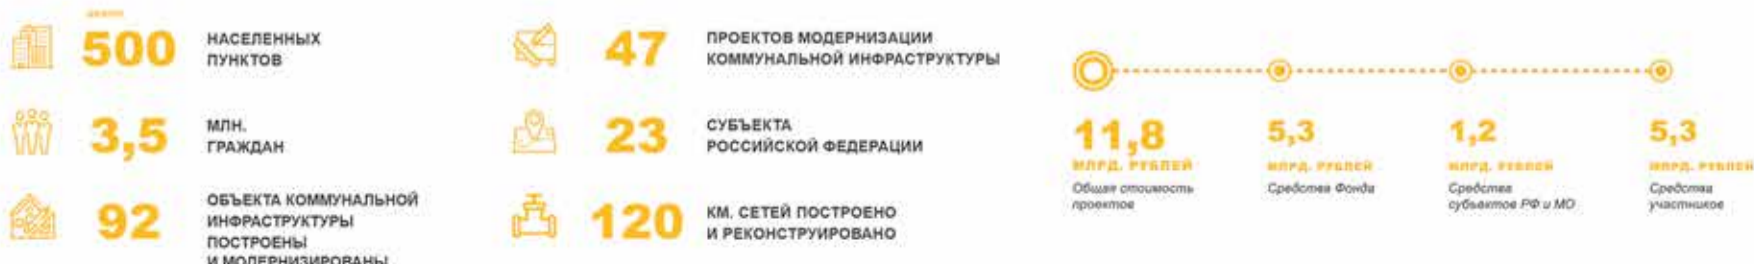 500
НАСЕЛЕННЫХ
ПУНКТОВ
3,5
МЛН.
ГРАЖДАН
92
ОБЪЕКТА КОММУНАЛЬНОЙ
ИНФРАСТРУКТУРЫ
ПОСТРОЕНЫ
И МОДЕРНИЗИРОВАНЫ
47
ПРОЕКТОВ МОДЕРНИЗАЦИИ
КОММУНАЛЬНОЙ ИНФРАСТРУКТУРЫ
23
СУБЪЕКТА
РОССИЙСКОЙ ФЕДЕРАЦИИ
120
КМ. СЕТЕЙ ПОСТРОЕНО
И РЕКОНСТРУИРОВАНО
11,8
МЛРД. РУБЛЕЙ
Общая стоимость
проектов
5,3
МЛРД. РУБЛЕЙ
Средства Фонда
1,2
МЛРД. РУБЛЕЙ
Средства
субъектов РФ и МО
5,3
МЛРД. РУБЛЕЙ
Средства
участников